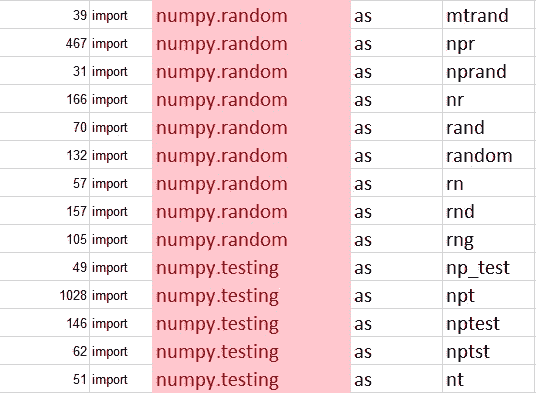 39 import numpy.random as mtrand
467 import numpy.random as npr
31 import numpy.random as nprand
166 import numpy.random as nr
70 import numpy.random as rand
132 import numpy.random as random
57 import numpy.random as rn
157 import numpy.random as rnd
105 import numpy.random as rng
49 import numpy.testing as np_test
1028 import numpy.testing as npt
146 import numpy.testing as nptest
62 import numpy.testing as nptst
51 import numpy.testing as nt